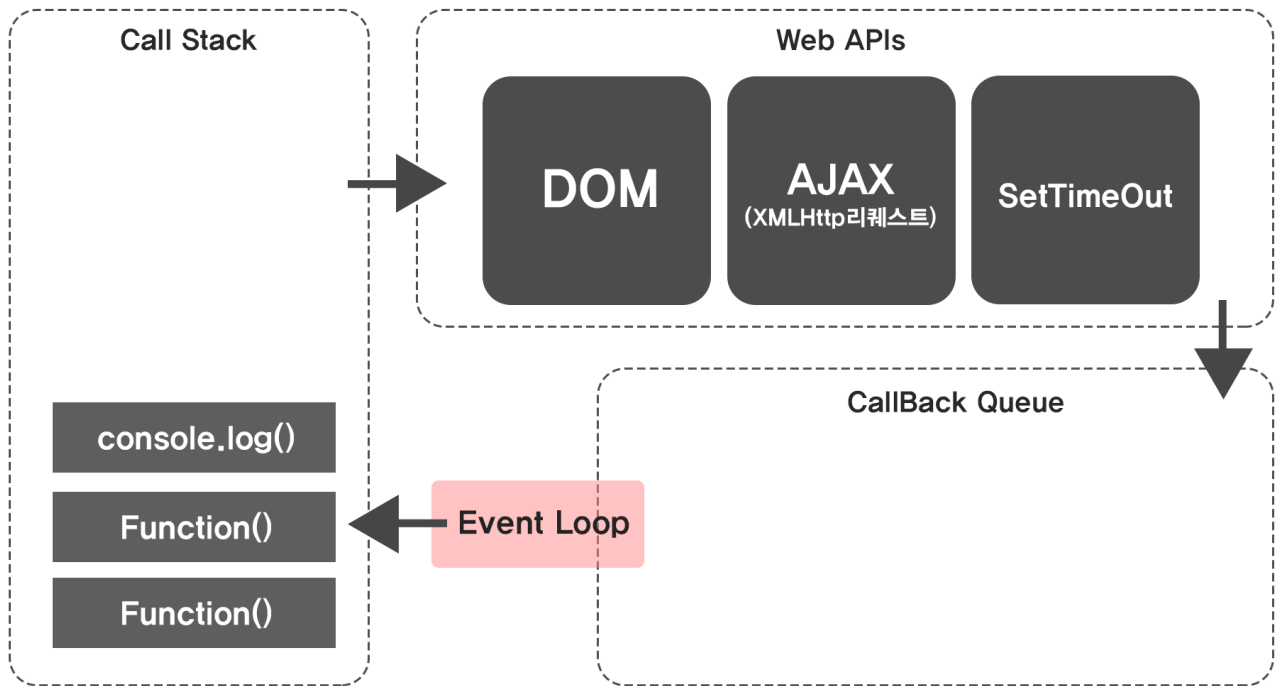 Call Stack
Web APIs
DOM
AJAX
(XMLHttp리퀘스트)
SetTimeOut
CallBack Queue
console.log()
Function()
Event Loop
Function()